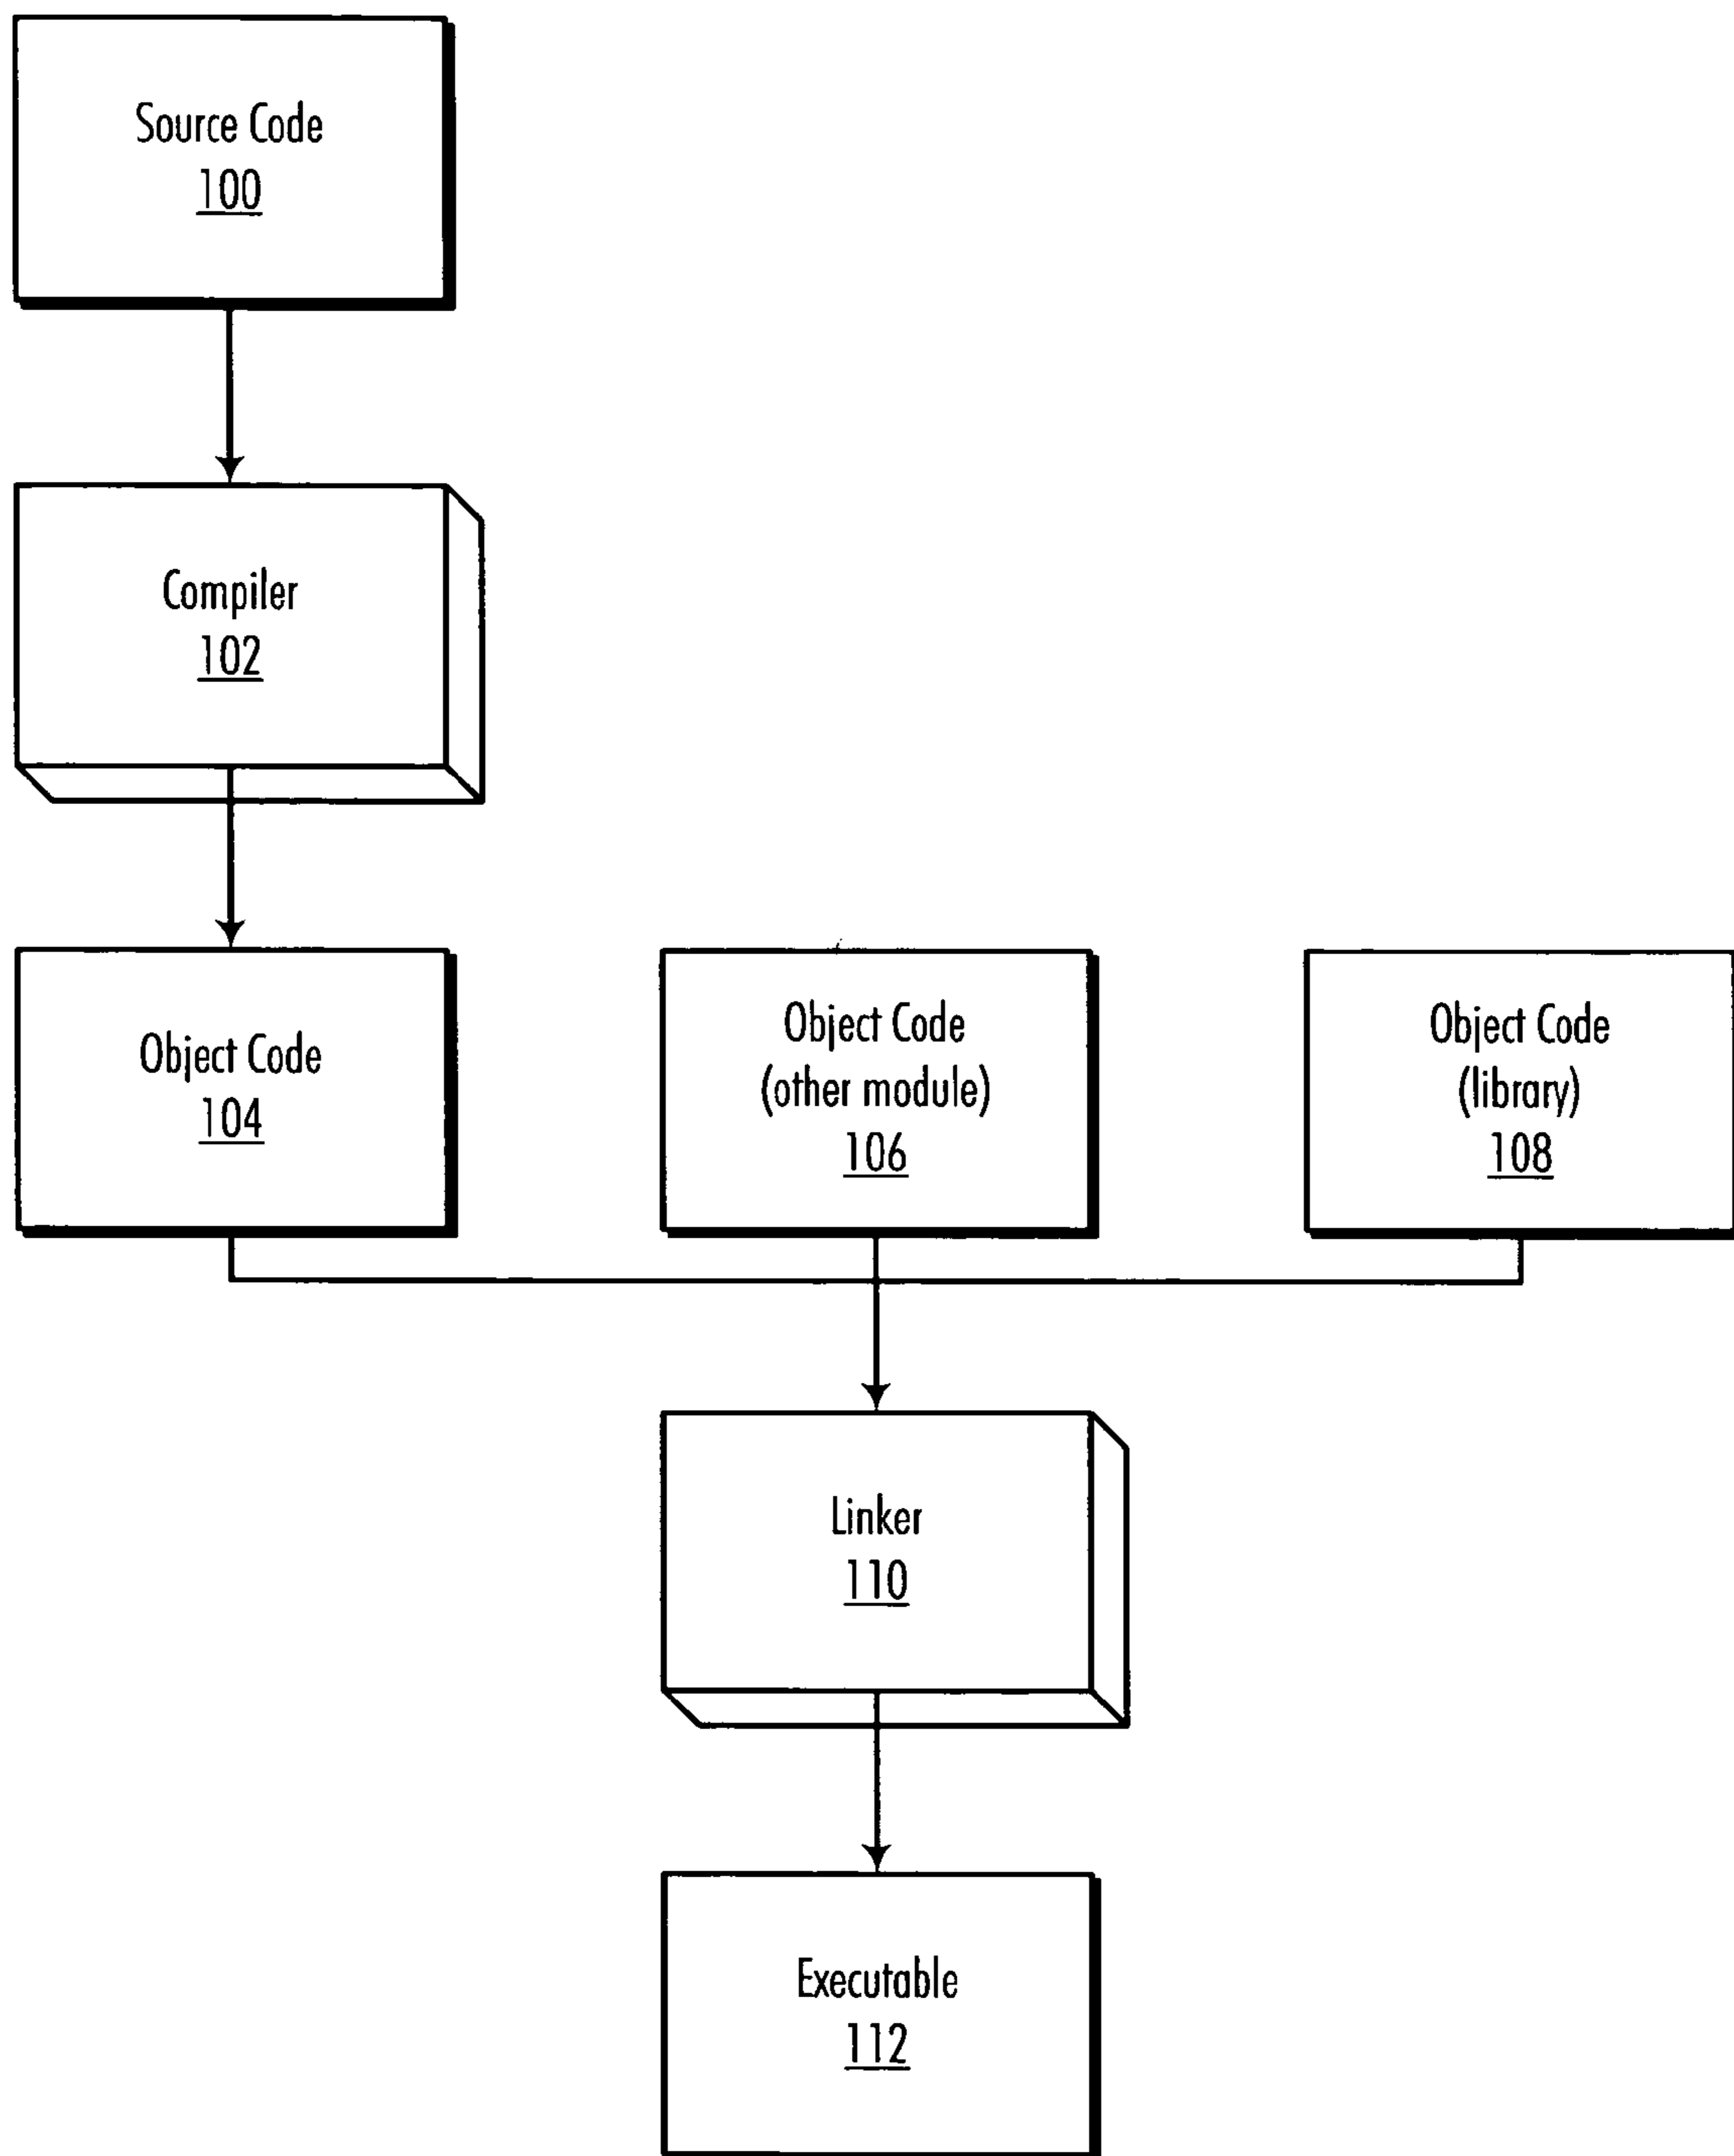 Source Code
100
Compiler
102
Object Code
104
Object Code
(other module)
106
Object Code
(library)
108
Linker
110
Executable
112